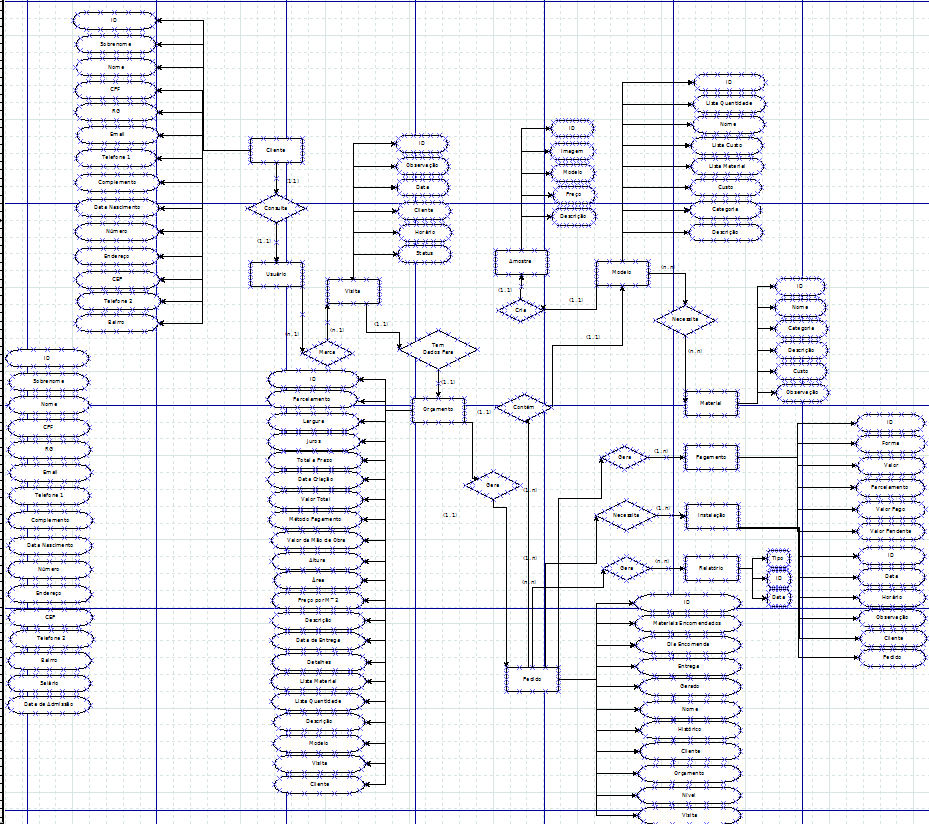 ID
Sobrenome
Nome
CPF
RG
Email
Telefone 1
Complemento
Data Nascimento
Número
Endereço
CEP
Telefone 2
Bairro
ID
Sobrenome
Nome
CPF
RG
Email
Telefone 1
Complemento
Data Nascimento
Número
Endereço
CEP
Telefone 2
Bairro
Salário
Data de Admissão
Cliente
(1,1)
Consulta
(1,1)
Usuário
(n,1)
Marca
(n,1)
Visita
(1,1)
ID
Observação
Data
Cliente
Horário
Status
Tem
Dados Para
(1,1)
Orçamento
(1,1)
Contém
(1,1)
Gera
(1,n)
(1,1)
ID
Parcelamento
Largura
Juros
Total e Prazo
Data Criação
Valor Total
Método Pagamento
Valor da Mão de Obra
Altura
Área
Preço por M^2
Descrição
Data de Entrega
Detalhes
Lista Material
Lista Quantidade
Descrição
Modelo
Visita
Cliente
ID
Imagem
Modelo
Preço
Descrição
Amostra
(1,1)
Cria
(1,1)
Modelo
(n,n)
ID
Lista Quantidade
Nome
Lista Custo
Lista Material
Custo
Categoria
Descrição
Necessita
(n,n)
Material
ID
Nome
Categoria
Descrição
Custo
Observação
Gera
(1,n)
Pagamento
Necessita
(1,n)
Instalação
Gera
(n,n)
Relatório
Tipo
ID
Data
(1,n)
(n,n)
Pedido
ID
Materiais Encomendados
Dia Encomenda
Entrega
Gerado
Nome
Histórico
Cliente
Orçamento
Nível
Visita
ID
Forma
Valor
Parcelamento
Valor Pago
Valor Pendente
ID
Data
Horário
Observação
Cliente
Pedido